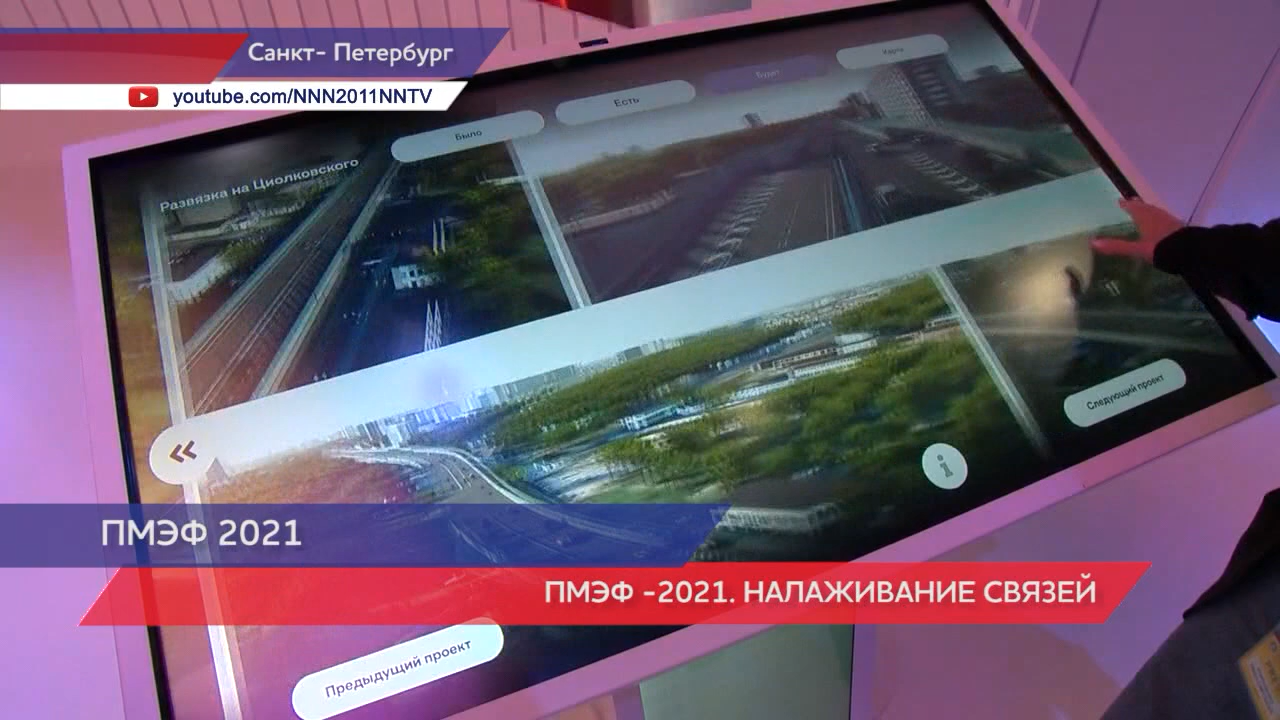 Санкт- Петербург
youtube.com/NNN2011NNTV
Было
Есть
Будет
Карта
Развязка на Циолковского
Следующий проект
i
ПМЭФ 2021
ПМЭФ -2021. НАЛАЖИВАНИЕ СВЯЗЕЙ
Предыдущий проект